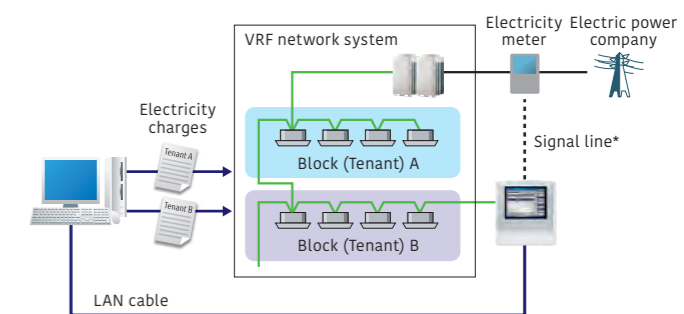 VRF network system
Electricity
meter
Electric power
company
Electricity
charges
Tenant A
Tenant B
Block (Tenant) A
Block (Tenant) B
Signal line*
LAN cable